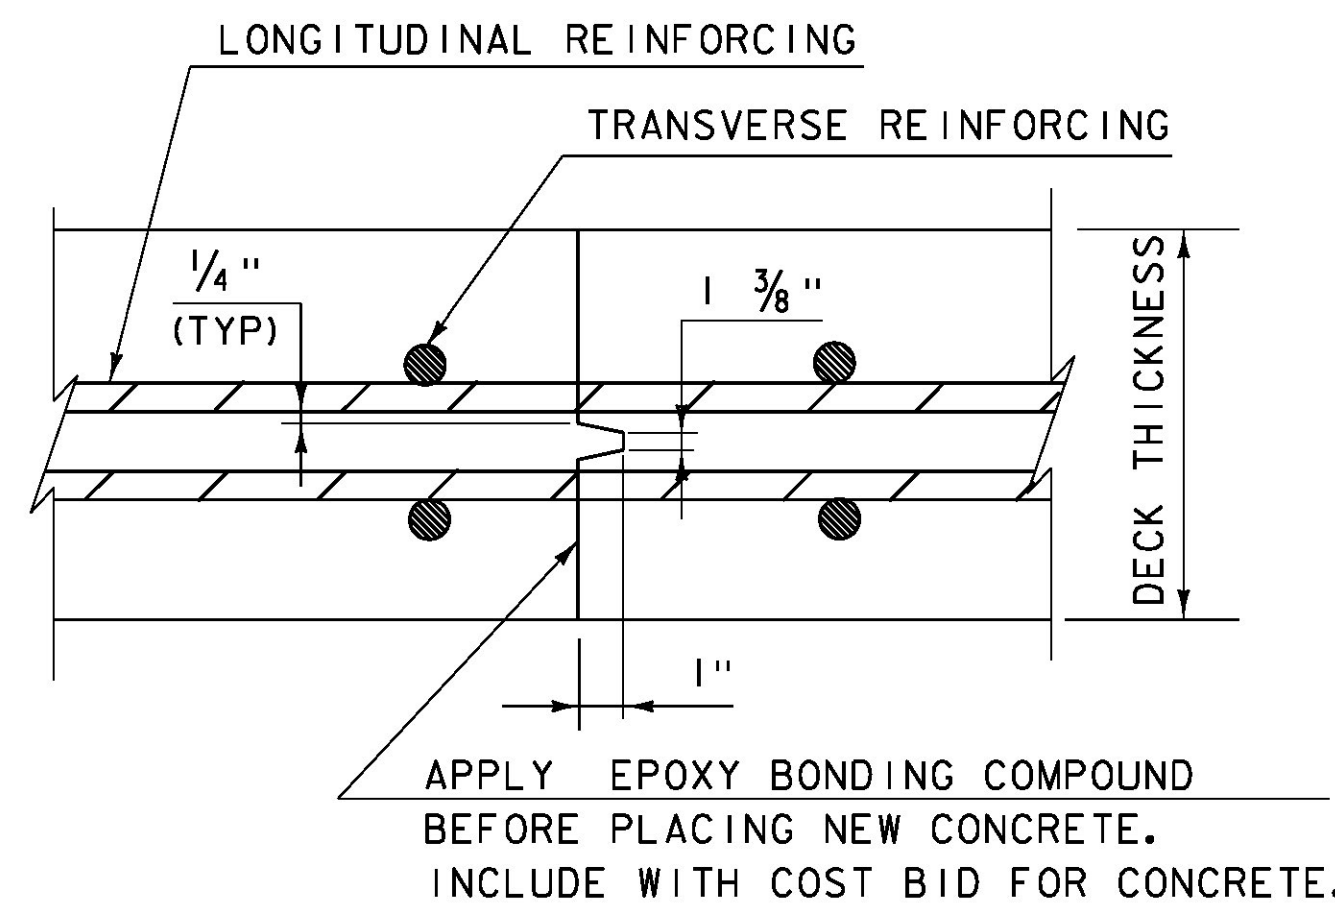 LONGITUDINAL REINFORCING
TRANSVERSE REINFORCING
1/4"
(TYP)
1 3/8"
DECK THICKNESS
1"
APPLY EPOXY BONDING COMPOUND
BEFORE PLACING NEW CONCRETE.
INCLUDE WITH COST BID FOR CONCRETE.